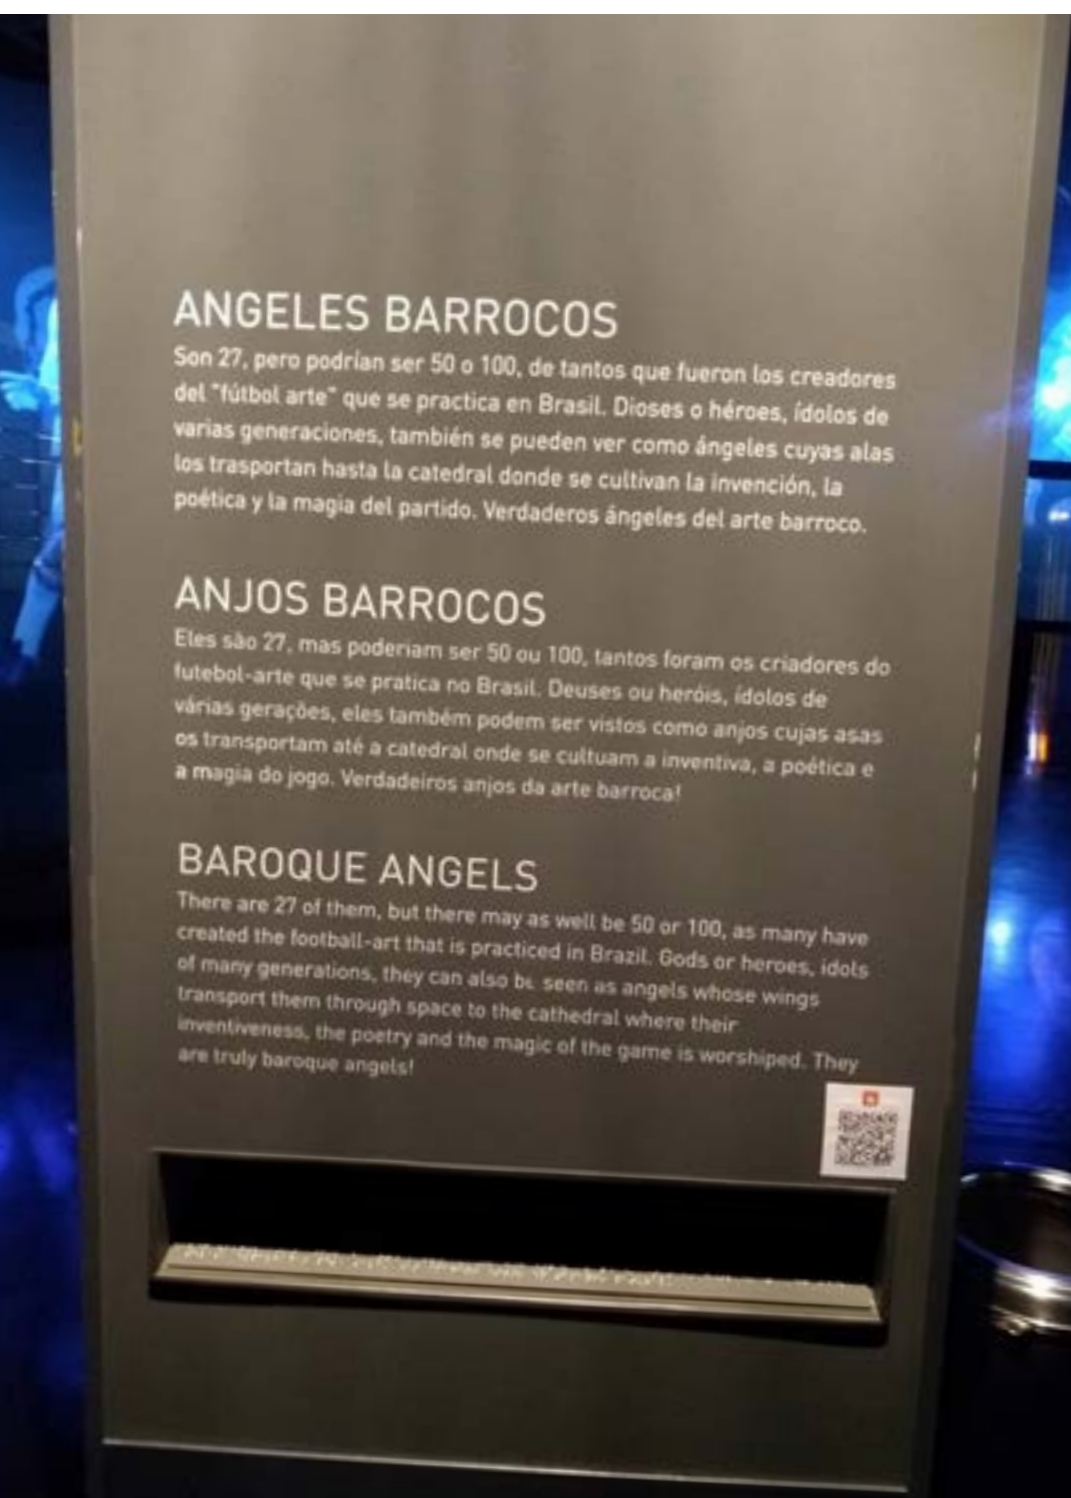 ANGELES BARROCOS
Son 27, pero podrían ser 50 o 100, de tantos que fueron los creadores
del "fútbol arte" que se practica en Brasil. Dioses o héroes, ídolos de
varias generaciones, también se pueden ver como ángeles cuyas alas
los trasportan hasta la catedral donde se cultivan la invención, la
poética y la magia del partido. Verdaderos ángeles del arte barroco.
ANJOS BARROCOS
Eles são 27, mas poderiam ser 50 ou 100, tantos foram os criadores do
futebol-arte que se pratica no Brasil. Deuses ou heróis, ídolos de
várias gerações, eles também podem ser vistos como anjos cujas asas
os transportam até a catedral onde se cultuam a inventiva, a poética e
a magia do jogo. Verdadeiros anjos da arte barroca!
BAROQUE ANGELS
There are 27 of them, but there may as well be 50 or 100, as many have
created the football-art that is practiced in Brazil. Gods or heroes, idols
of many generations, they can also be seen as angels whose wings
transport them through space to the cathedral where their
inventiveness, the poetry and the magic of the game is worshiped. They
are truly baroque angels!